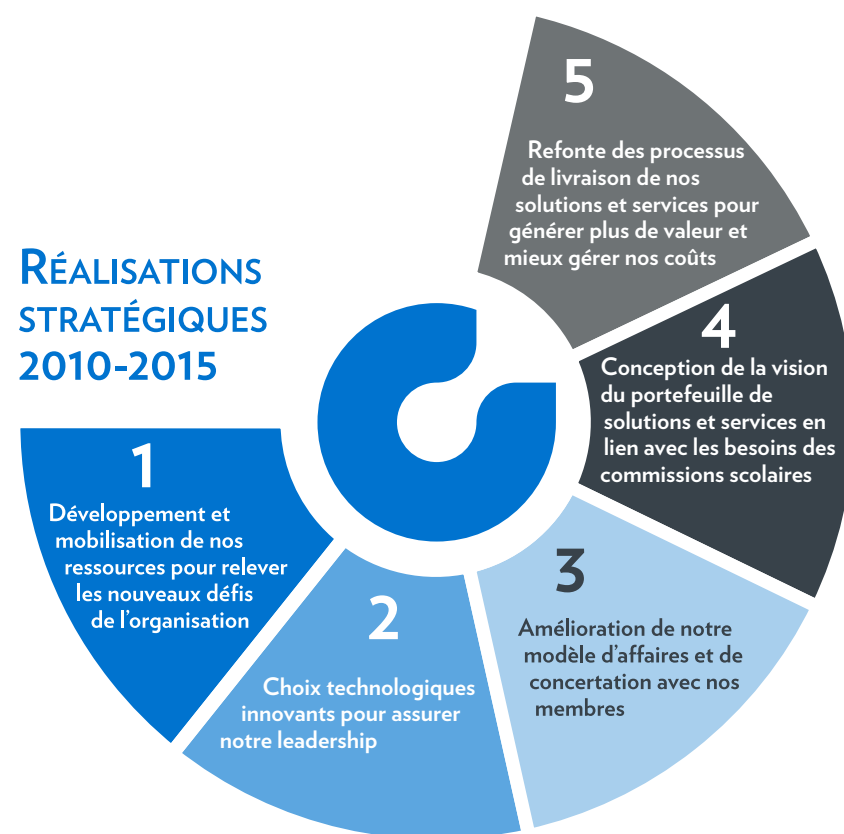 RÉALISATIONS
STRATÉGIQUES
2010-2015
1
Développement et
mobilisation de nos
ressources pour relever
les nouveaux défis
de l'organisation
2
Choix technologiques
innovants pour assurer
notre leadership
3
Amélioration de notre
modèle d'affaires et de
concertation avec nos
membres
4
Conception de la vision
du portefeuille de
solutions et services en
lien avec les besoins des
commissions scolaires
5
Refonte des processus
de livraison de nos
solutions et services pour
générer plus de valeur et
mieux gérer nos coûts